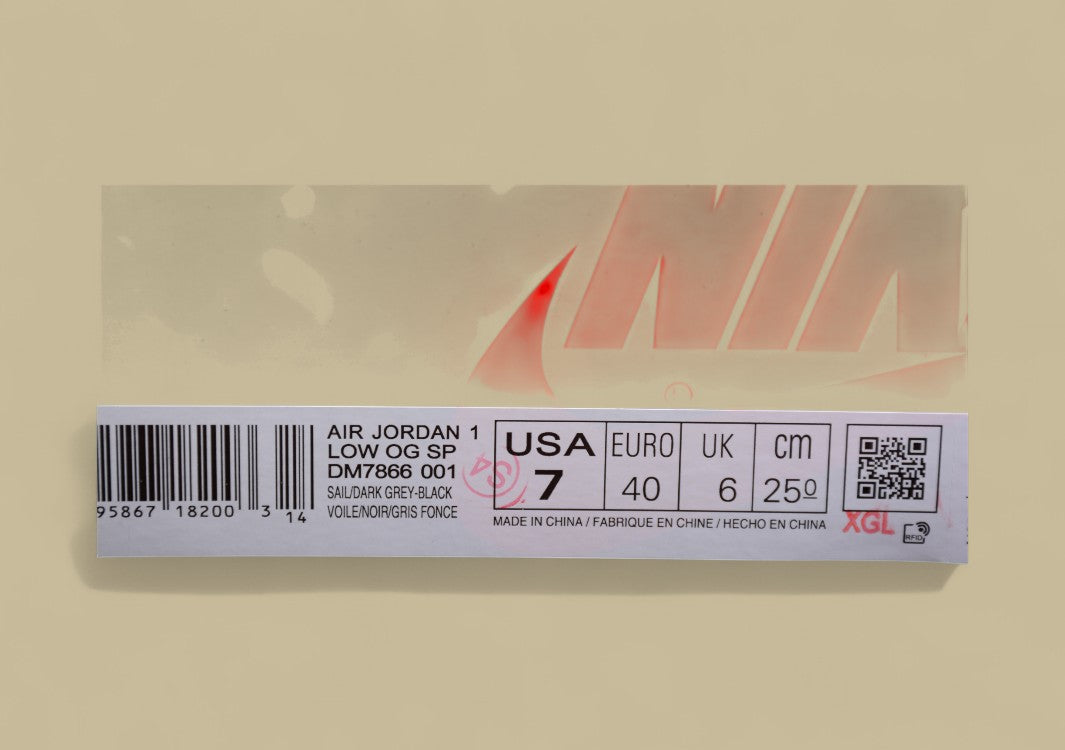 NIK
AIR JORDAN 1
LOW OG SP
DM7866 001
SAIL/DARK GREY-BLACK
VOILE/NOIR/GRIS FONCE
95867 18200 3 14
S4
USA EURO UK cm
7 40 6 25⁰
MADE IN CHINA / FABRIQUE EN CHINE / HECHO EN CHINA
XGL
RFID